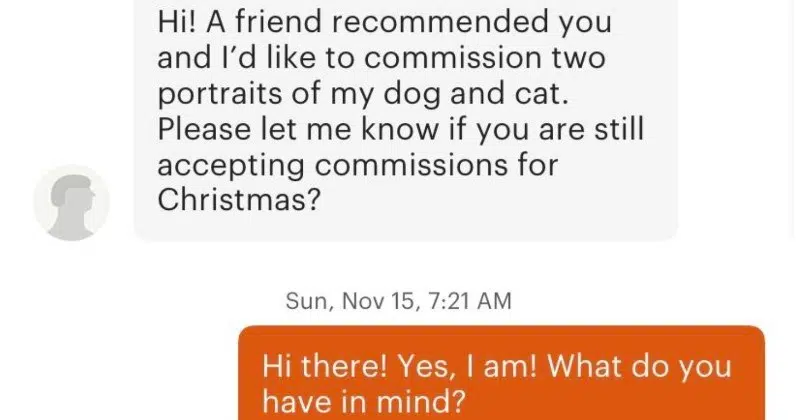 Hi! A friend recommended you
and I’d like to commission two
portraits of my dog and cat.
Please let me know if you are still
accepting commissions for
Christmas?
Sun, Nov 15, 7:21 AM
Hi there! Yes, I am! What do you
have in mind?